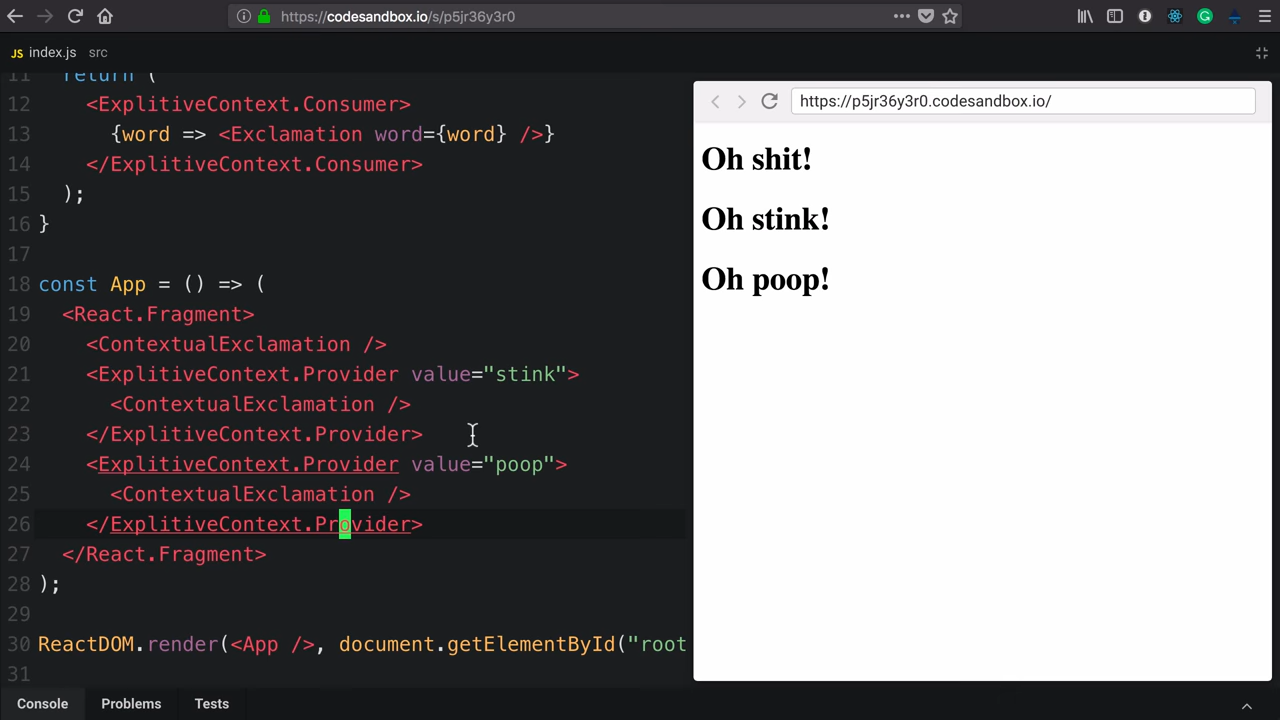 https://codesandbox.io/s/p5jr36y3r0
JS index.js src
11 return (
12 <ExplitiveContext.Consumer>
13 {word => <Exclamation word={word} />}
14 </ExplitiveContext.Consumer>
15 );
16 }
17
18 const App = () => (
19 <React.Fragment>
20 <ContextualExclamation />
21 <ExplitiveContext.Provider value="stink">
22 <ContextualExclamation />
23 </ExplitiveContext.Provider>
24 <ExplitiveContext.Provider value="poop">
25 <ContextualExclamation />
26 </ExplitiveContext.Provider>
27 </React.Fragment>
28 );
29
30 ReactDOM.render(<App />, document.getElementById("root
31
https://p5jr36y3r0.codesandbox.io/
Oh shit!
Oh stink!
Oh poop!
Console Problems Tests